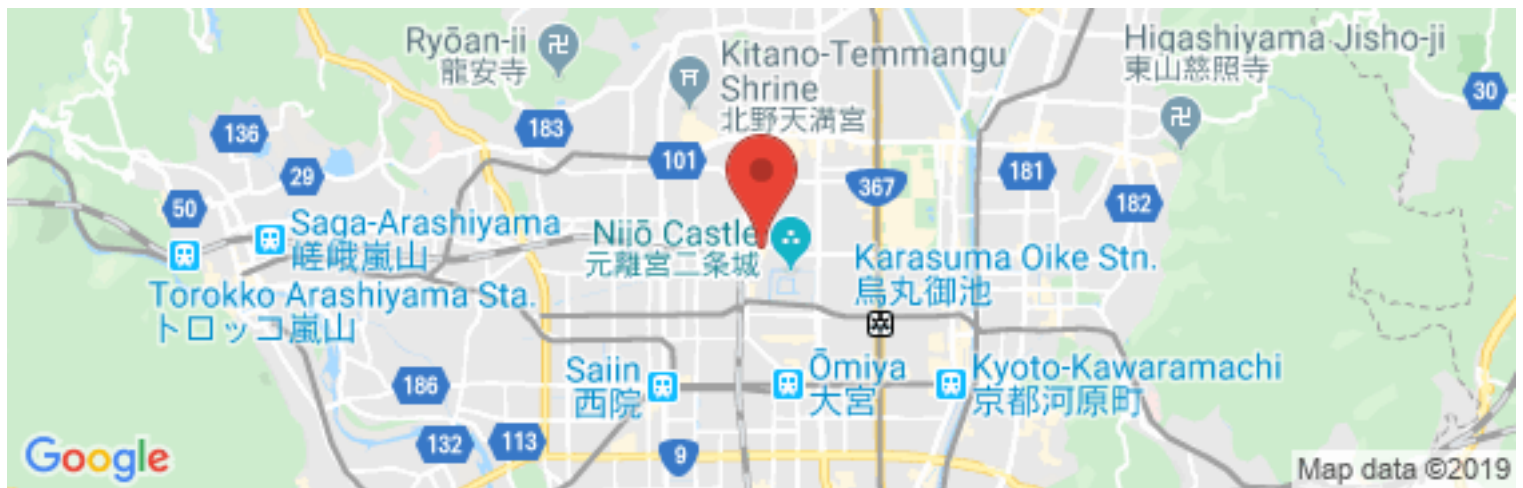 Ryōan-ji
龍安寺
Kitano-Temmangu
Shrine
北野天満宮
Higashiyama Jisho-ji
東山慈照寺
30
136
183
101
29
181
367
182
50
Saga-Arashiyama
嵯峨嵐山
Nijō Castle
元離宮二条城
Karasuma Oike Stn.
烏丸御池
Torokko Arashiyama Sta.
トロッコ嵐山
186
Saiin
西院
Ōmiya
大宮
Kyoto-Kawaramachi
京都河原町
132
113
9
Google
Map data ©2019